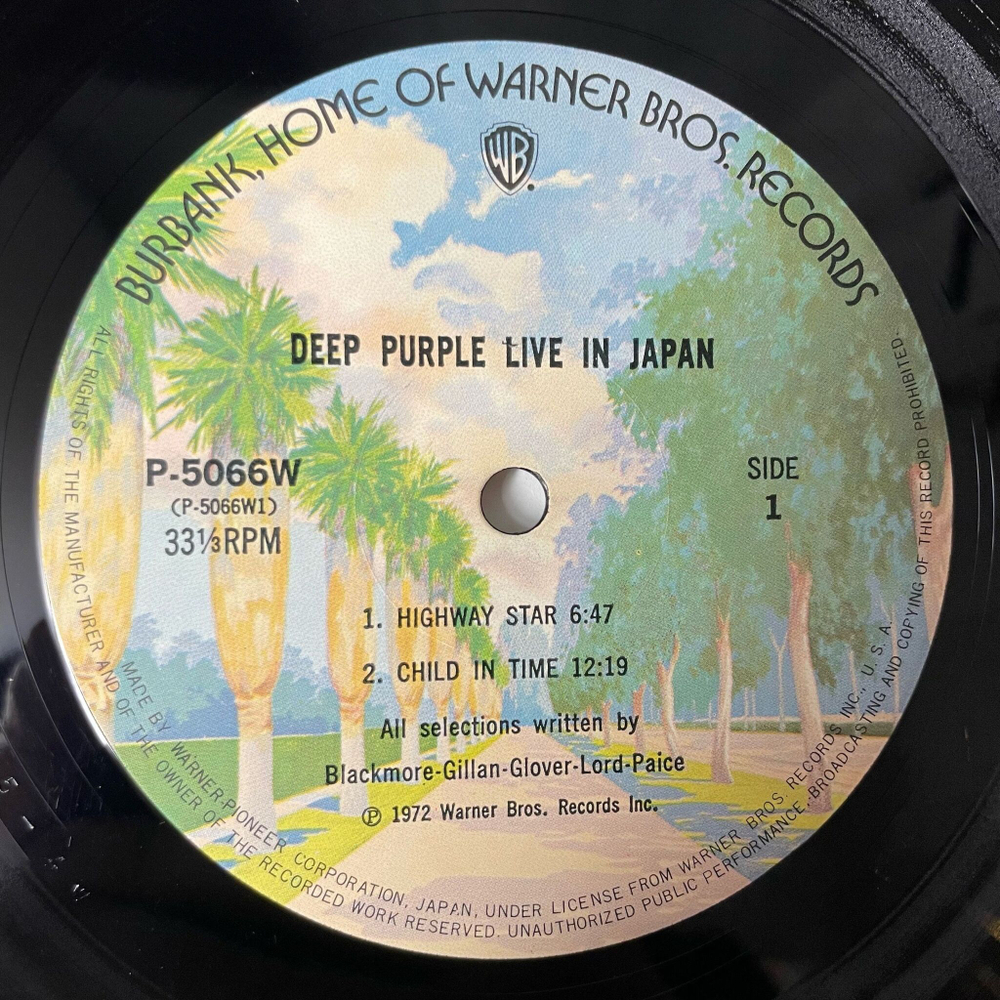 BURBANK, HOME OF WARNER BROS. RECORDS
WB
DEEP PURPLE LIVE IN JAPAN
P-5066W
(P-5066W1)
33⅓RPM
SIDE
1
1. HIGHWAY STAR 6:47
2. CHILD IN TIME 12:19
All selections written by
Blackmore-Gillan-Glover-Lord-Paice
Ⓟ 1972 Warner Bros. Records Inc.
MADE BY WARNER-PIONEER CORPORATION, JAPAN, UNDER LICENSE FROM WARNER BROS RECORDS INC., U. S. A.
ALL RIGHTS OF THE MANUFACTURER AND OF THE OWNER OF THE RECORDED WORK RESERVED. UNAUTHORIZED PUBLIC PERFORMANCE, BROADCASTING AND COPYING OF THIS RECORD PROHIBITED.